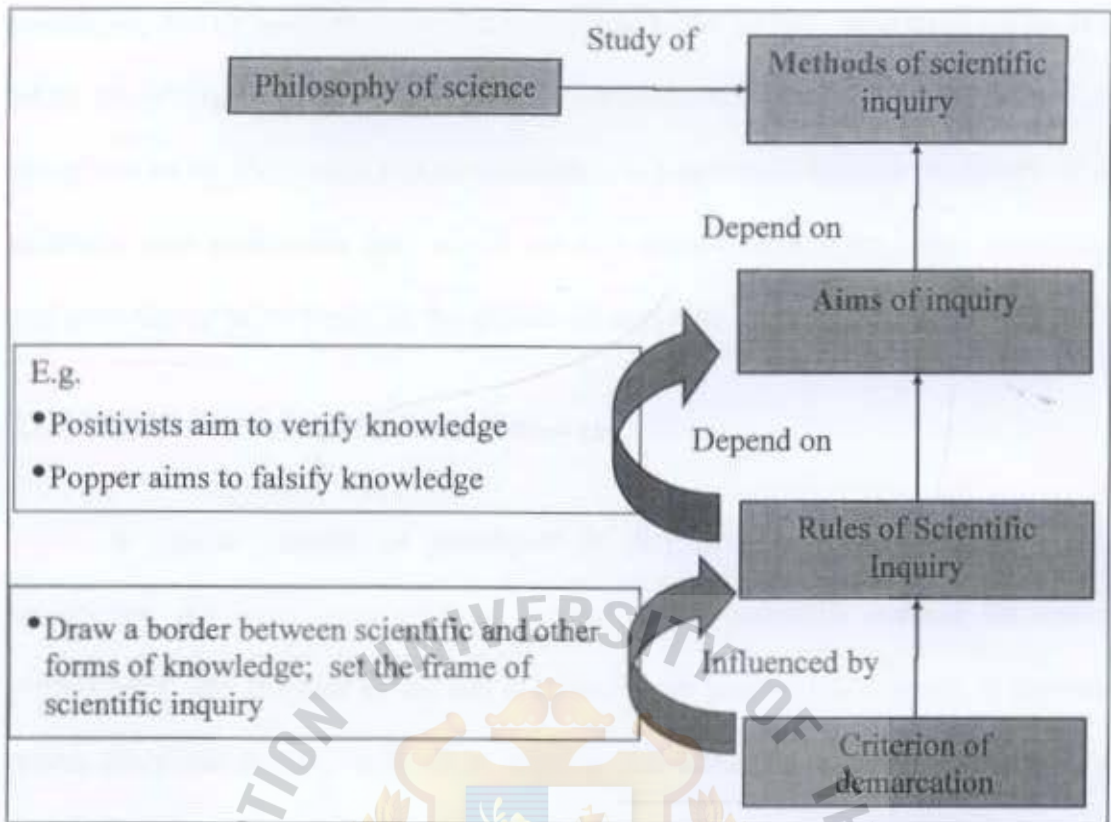 Study of
Philosophy of science
Methods of scientific
inquiry
Depend on
Aims of inquiry
E.g.
•Positivists aim to verify knowledge
•Popper aims to falsify knowledge
Depend on
Rules of Scientific
Inquiry
•Draw a border between scientific and other
forms of knowledge; set the frame of
scientific inquiry
Influenced by
Criterion of
demarcation
UNIVERSITY OF